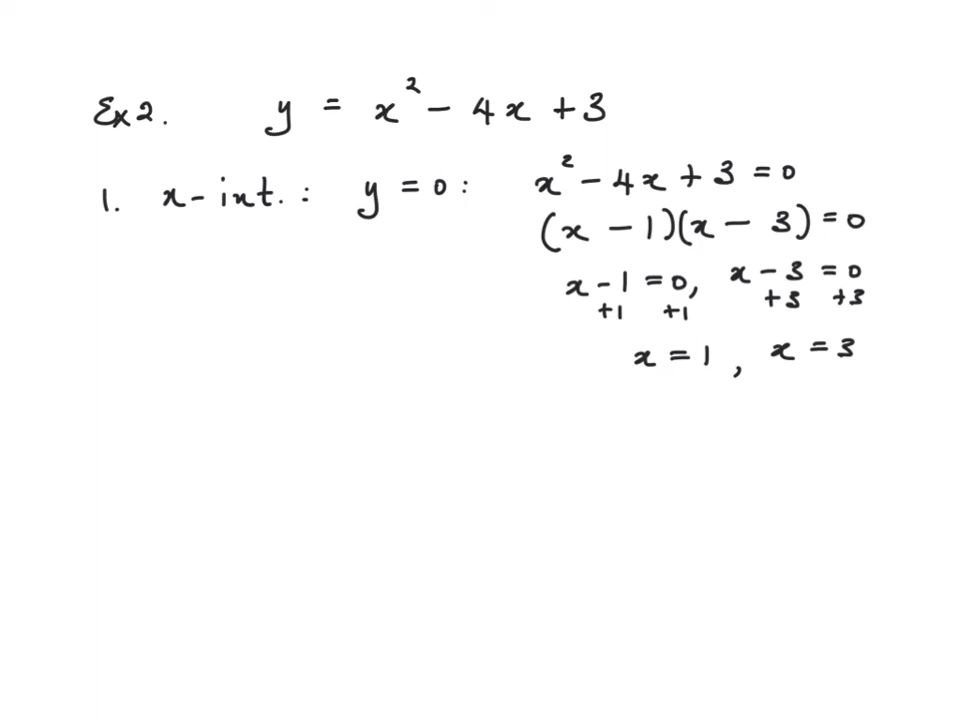 Ex 2. y = x² - 4x + 3
1. x-int. : y = 0 : x² - 4x + 3 = 0
(x - 1)(x - 3) = 0
x - 1 = 0, x - 3 = 0
+1 +1 +3 +3
x = 1, x = 3